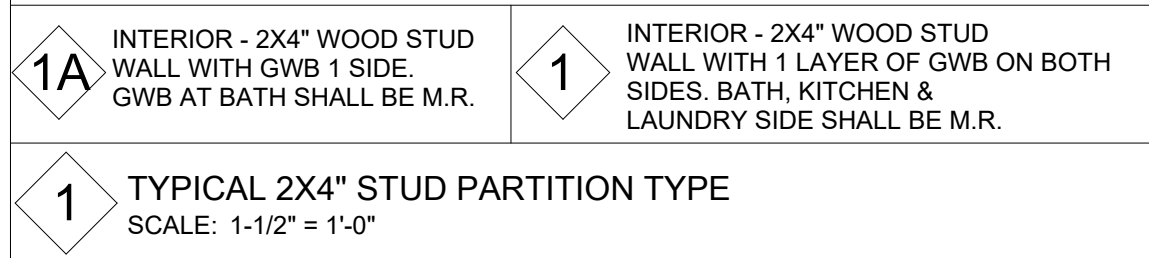 1A
INTERIOR - 2X4" WOOD STUD
WALL WITH GWB 1 SIDE.
GWB AT BATH SHALL BE M.R.
1
INTERIOR - 2X4" WOOD STUD
WALL WITH 1 LAYER OF GWB ON BOTH
SIDES. BATH, KITCHEN &
LAUNDRY SIDE SHALL BE M.R.
1
TYPICAL 2X4" STUD PARTITION TYPE
SCALE: 1-1/2" = 1'-0"